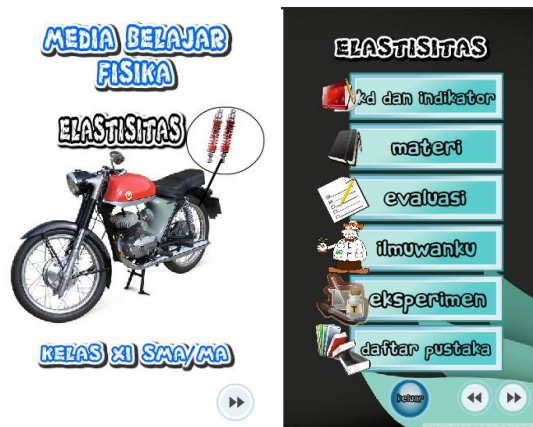 MEDIA BELAJAR
FISIKA
ELASTISITAS
KELAS XI SMA/MA
ELASTISITAS
kd dan indikator
materi
evaluasi
ilmuwanku
eksperimen
daftar pustaka
keluar